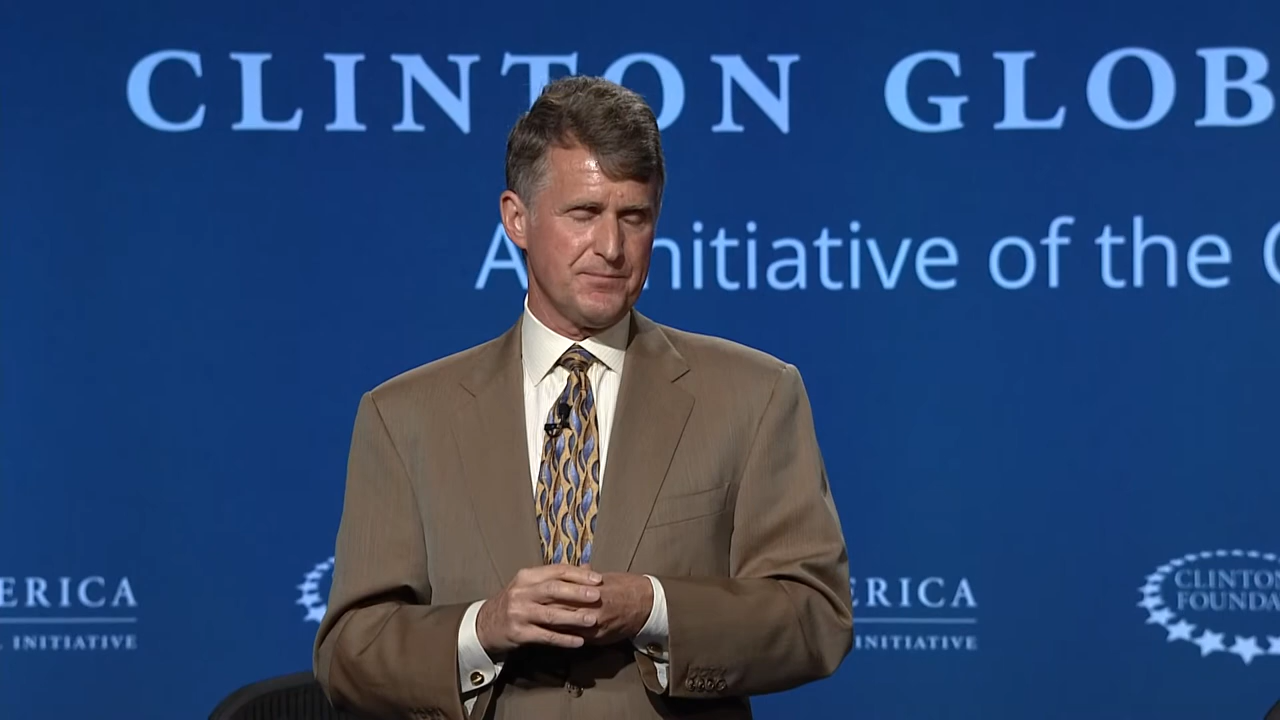 CLINTON GLOB
A nitiative of the C
ERICA
INITIATIVE
ERICA
INITIATIVE
CLINTON
FOUNDA